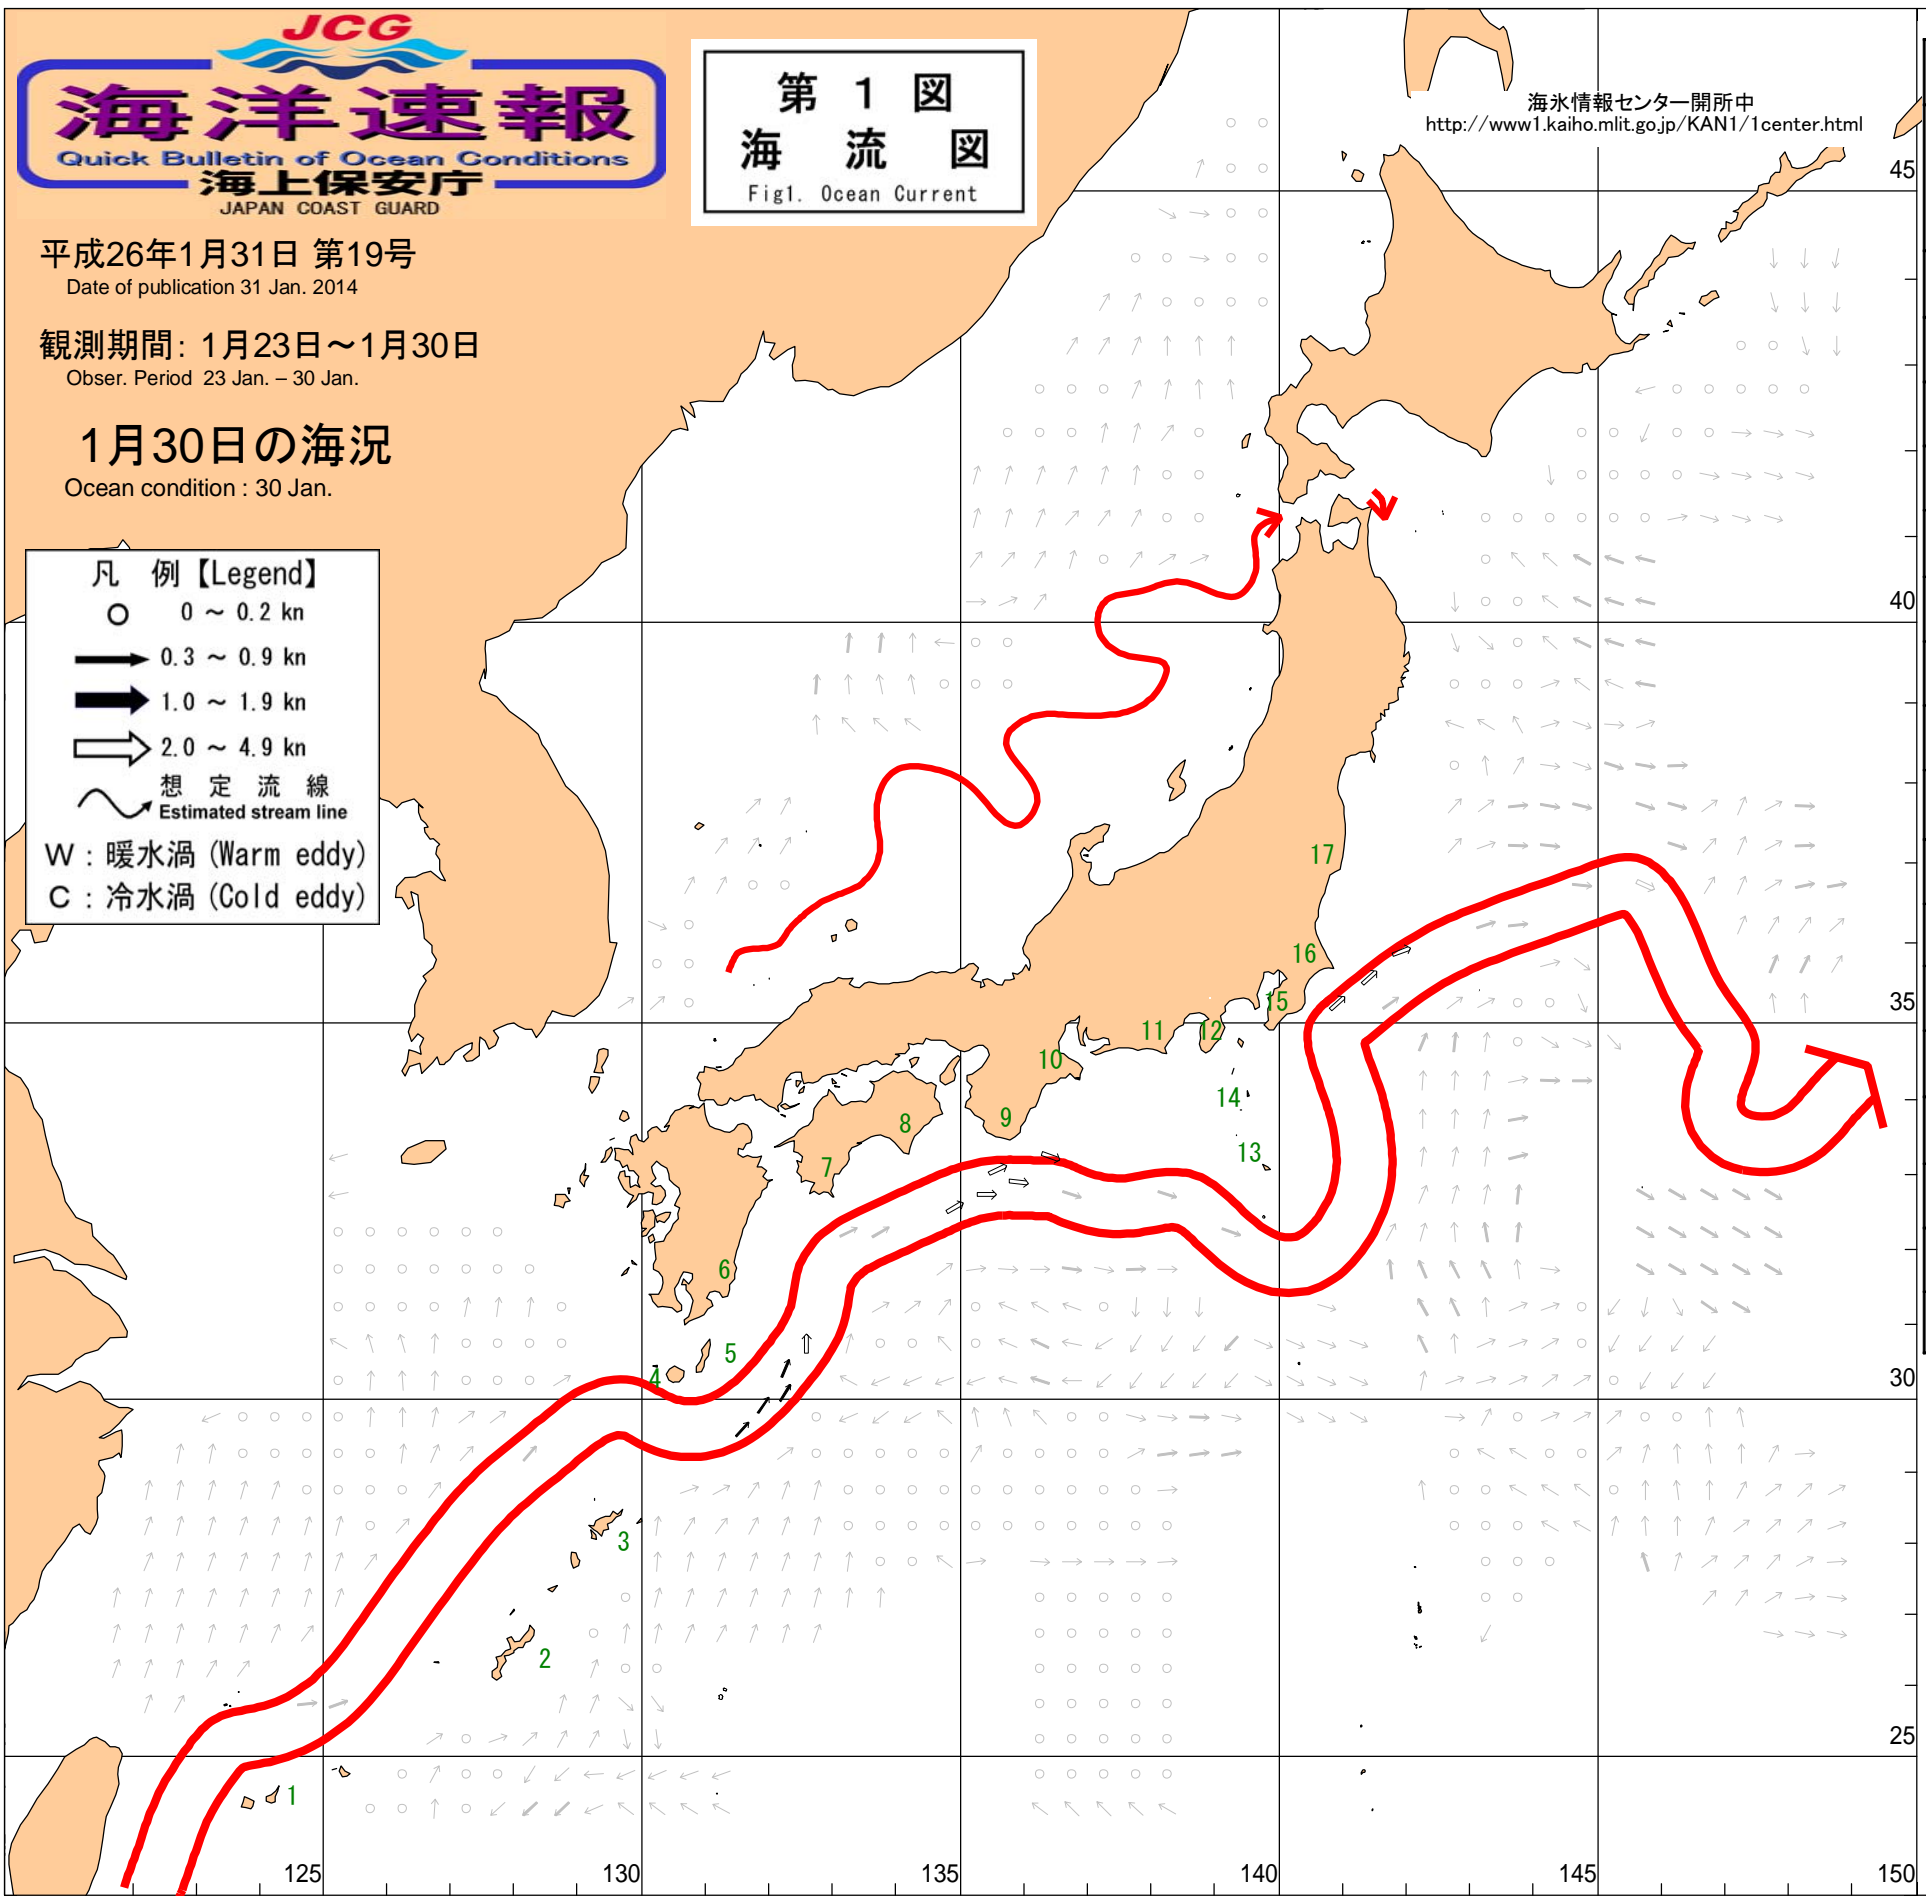 JCG
海洋速報
Quick Bulletin of Ocean Conditions
海上保安庁
JAPAN COAST GUARD
第 1 図
海 流 図
Fig1. Ocean Current
海氷情報センター開所中
http://www1.kaiho.mlit.go.jp/KAN1/1center.html
平成26年1月31日 第19号
Date of publication 31 Jan. 2014
観測期間: 1月23日～1月30日
Obser. Period 23 Jan. – 30 Jan.
1月30日の海況
Ocean condition : 30 Jan.
凡 例【Legend】
0 ～ 0.2 kn
0.3 ～ 0.9 kn
1.0 ～ 1.9 kn
2.0 ～ 4.9 kn
想 定 流 線
Estimated stream line
W : 暖水渦 (Warm eddy)
C : 冷水渦 (Cold eddy)
45
40
35
30
25
17
16
15
12
11
10
14
13
9
8
7
6
5
4
3
2
1
125
130
135
140
145
150